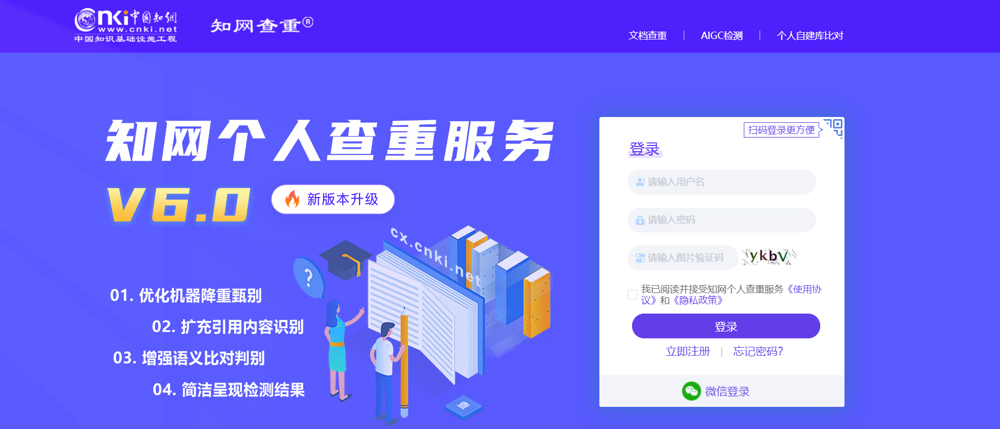 Cnki中国知網
www.cnki.net
中国知识基础设施工程
知网查重®
文档查重
AIGC检测
个人自建库比对
知网个人查重服务
V6.0
新版本升级
cx.cnki.net
?
01. 优化机器降重甄别
02. 扩充引用内容识别
03. 增强语义比对判别
04. 简洁呈现检测结果
查
扫码登录更方便
登录
请输入用户名
请输入密码
请输入图片验证码
ykbV
我已阅读并接受知网个人查重服务《使用协
议》和《隐私政策》
登录
立即注册 | 忘记密码?
微信登录